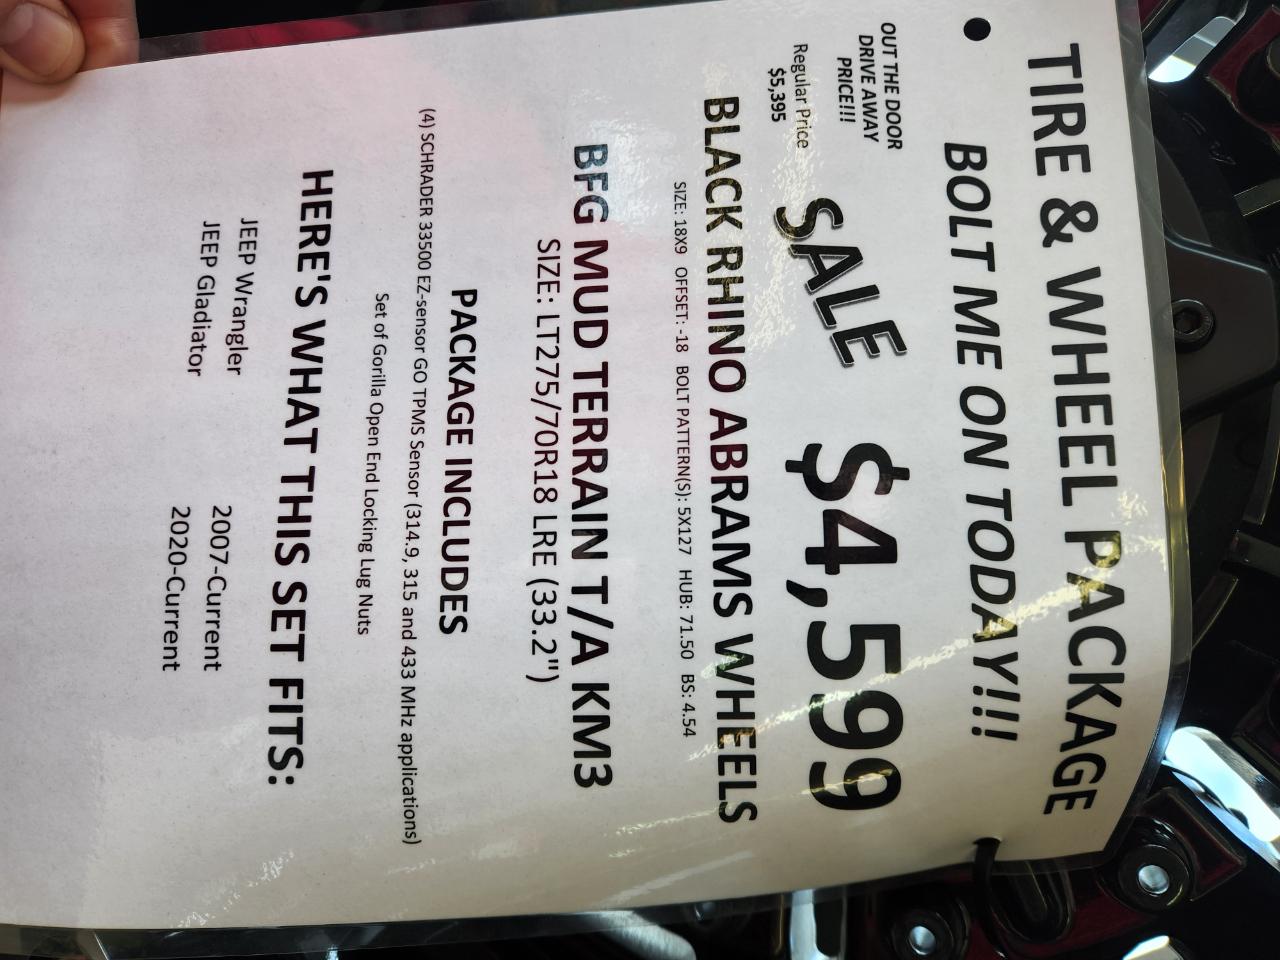 TIRE & WHEEL PACKAGE
BOLT ME ON TODAY!!!
OUT THE DOOR
DRIVE AWAY
PRICE!!!!
Regular Price
$5,395
SALE $4,599
BLACK RHINO ABRAMS WHEELS
SIZE: 18X9 OFFSET: -18 BOLT PATTERN(S): 5X127 HUB: 71.50 BS: 4.54
BFG MUD TERRAIN T/A KM3
SIZE: LT275/70R18 LRE (33.2")
PACKAGE INCLUDES
(4) SCHRADER 33500 EZ-sensor GO TPMS Sensor (314.9, 315 and 433 MHz applications)
Set of Gorilla Open End Locking Lug Nuts
HERE'S WHAT THIS SET FITS:
JEEP Wrangler 2007-Current
JEEP Gladiator 2020-Current